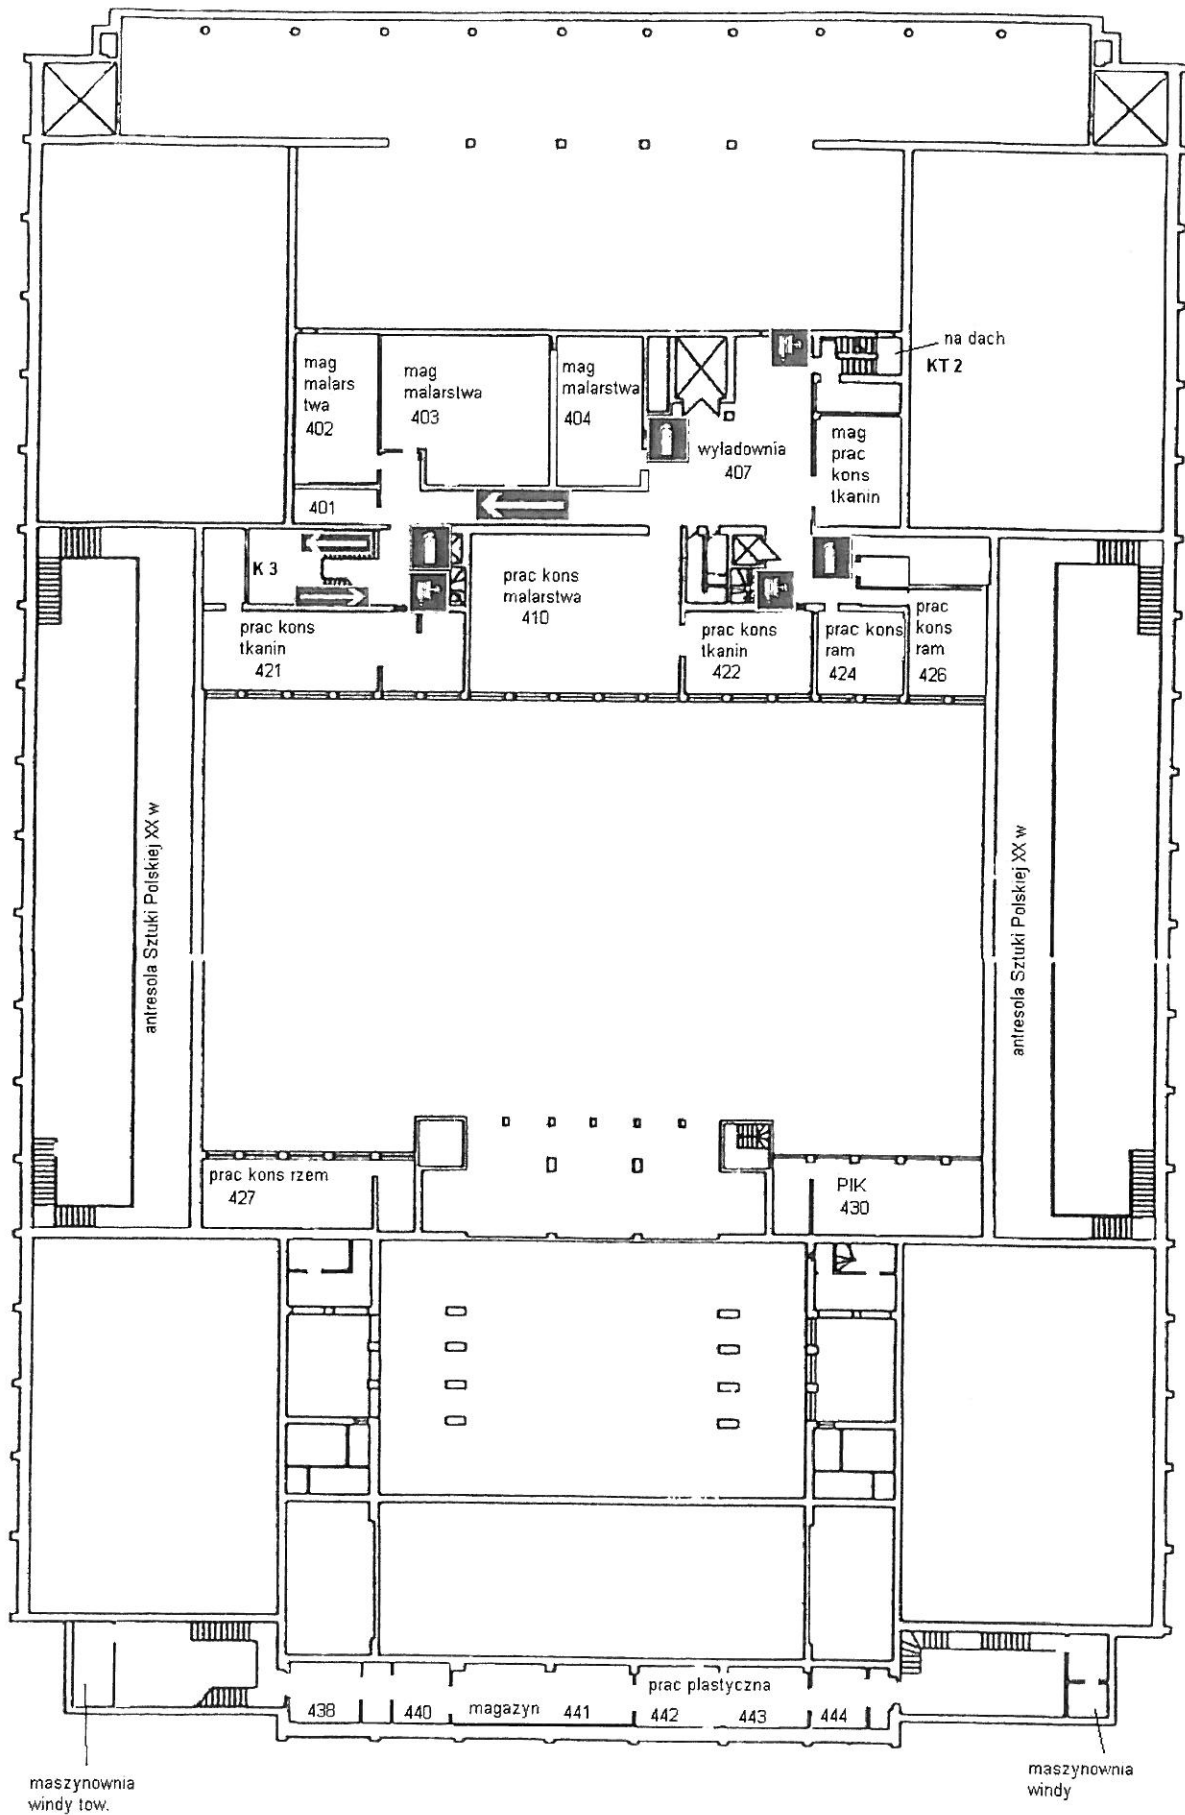 na dach
KT 2
mag
malars
twa
402
mag
malarstwa
403
mag
malarstwa
404
wyładownia
407
mag
prac
kons
tkanin
401
K 3
prac kons
malarstwa
410
prac kons
tkanin
421
prac kons
tkanin
422
prac kons
ram
424
prac
kons
ram
426
antresola Sztuki Polskiej XX w
antresola Sztuki Polskiej XX w
prac kons rzem
427
PIK
430
438
440
magazyn
441
prac plastyczna
442
443
444
maszynownia
windy tow.
maszynownia
windy